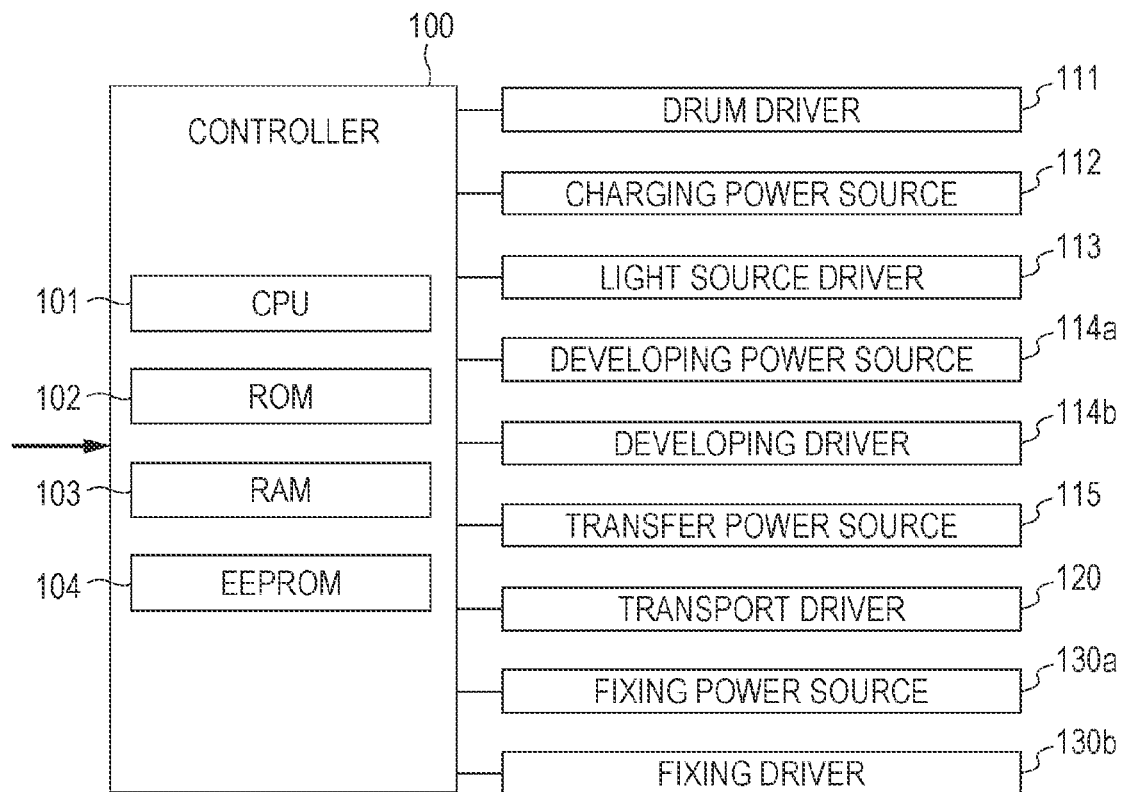 100
CONTROLLER
101
CPU
102
ROM
103
RAM
104
EEPROM
DRUM DRIVER
111
CHARGING POWER SOURCE
112
LIGHT SOURCE DRIVER
113
DEVELOPING POWER SOURCE
114a
DEVELOPING DRIVER
114b
TRANSFER POWER SOURCE
115
TRANSPORT DRIVER
120
FIXING POWER SOURCE
130a
FIXING DRIVER
130b